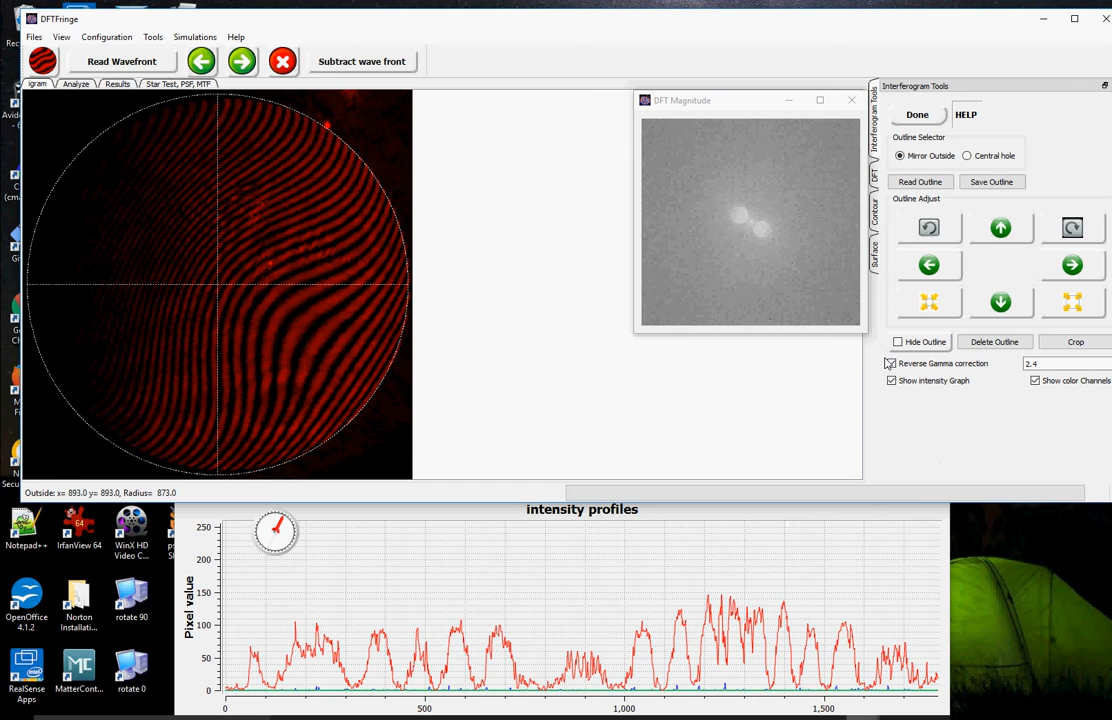 DFTFringe
Files View Configuration Tools Simulations Help
Read Wavefront Subtract wave front
igram Analyze Results Star Test, PSF, MTF
DFT Magnitude
Interferogram Tools
DFT
Contour
Surface
Interferogram Tools
Done HELP
Outline Selector
Mirror Outside Central hole
Read Outline Save Outline
Outline Adjust
Hide Outline Delete Outline Crop
Reverse Gamma correction 2.4
Show intensity Graph Show color Channels
Outside: x= 893.0 y= 893.0, Radius= 873.0
intensity profiles
Pixel value
250
200
150
100
50
0
0 500 1,000 1,500
Notepad++ IrfanView 64 WinX HD
Video C...
OpenOffice
4.1.2
Norton
Installati...
rotate 90
RealSense
Apps
MatterCont...
rotate 0